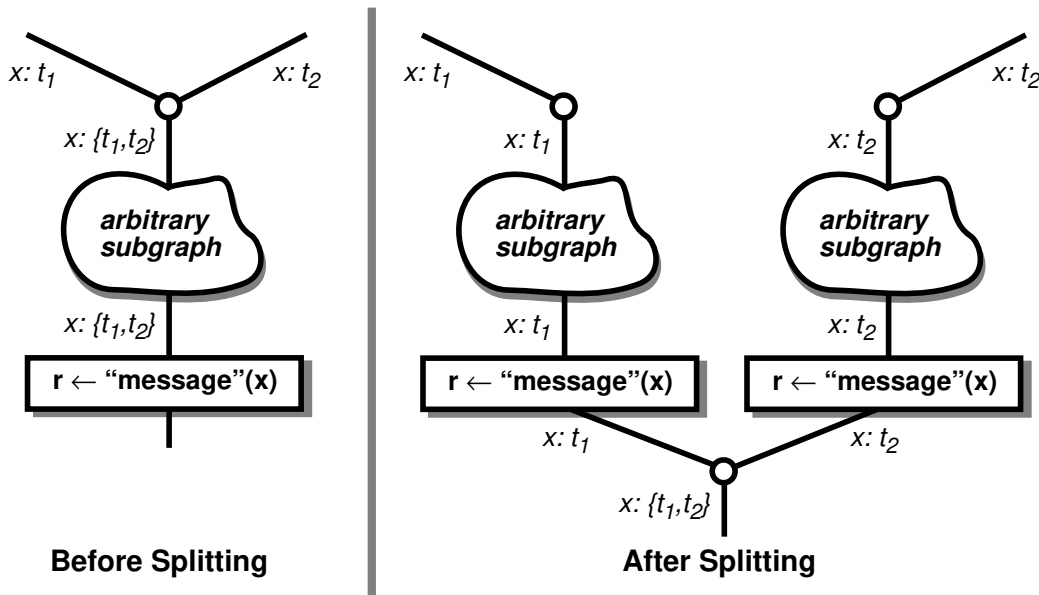 x: t₁
x: t₂
x: {t₁,t₂}
arbitrary
subgraph
x: {t₁,t₂}
r ← “message”(x)
Before Splitting
x: t₁
x: t₂
x: t₁
x: t₂
arbitrary
subgraph
arbitrary
subgraph
x: t₁
x: t₂
r ← “message”(x)
r ← “message”(x)
x: t₁
x: t₂
x: {t₁,t₂}
After Splitting